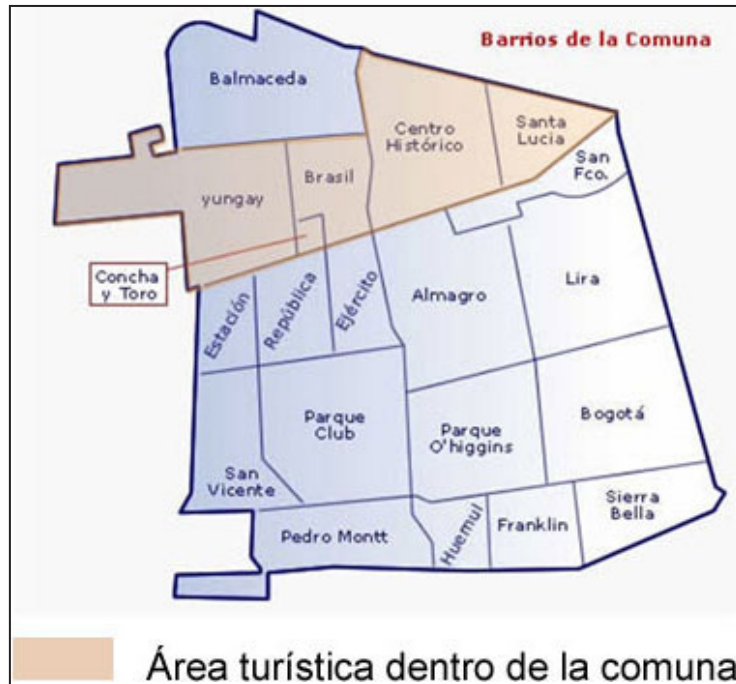 Barrios de la Comuna
Balmaceda
Centro
Histórico
Santa
Lucia
San
Fco.
yungay
Brasil
Concha
y Toro
Estación
República
Ejército
Almagro
Lira
Parque
Club
Parque
O'higgins
Bogotá
San
Vicente
Pedro Montt
Huemul
Franklin
Sierra
Bella
Área turística dentro de la comuna